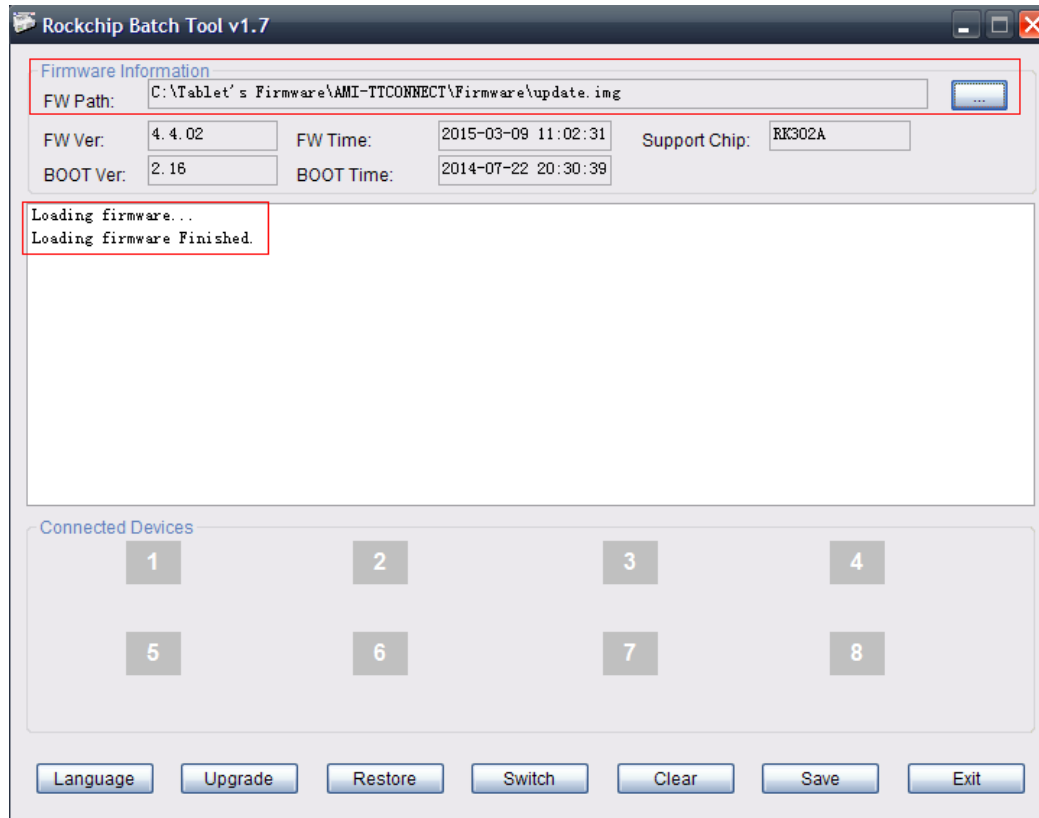 Rockchip Batch Tool v1.7
Firmware Information
FW Path: C:\Tablet's Firmware\AMI-TTCONNECT\Firmware\update.img ...
FW Ver: 4.4.02 FW Time: 2015-03-09 11:02:31 Support Chip: RK302A
BOOT Ver: 2.16 BOOT Time: 2014-07-22 20:30:39
Loading firmware...
Loading firmware Finished.
Connected Devices
1 2 3 4
5 6 7 8
Language Upgrade Restore Switch Clear Save Exit